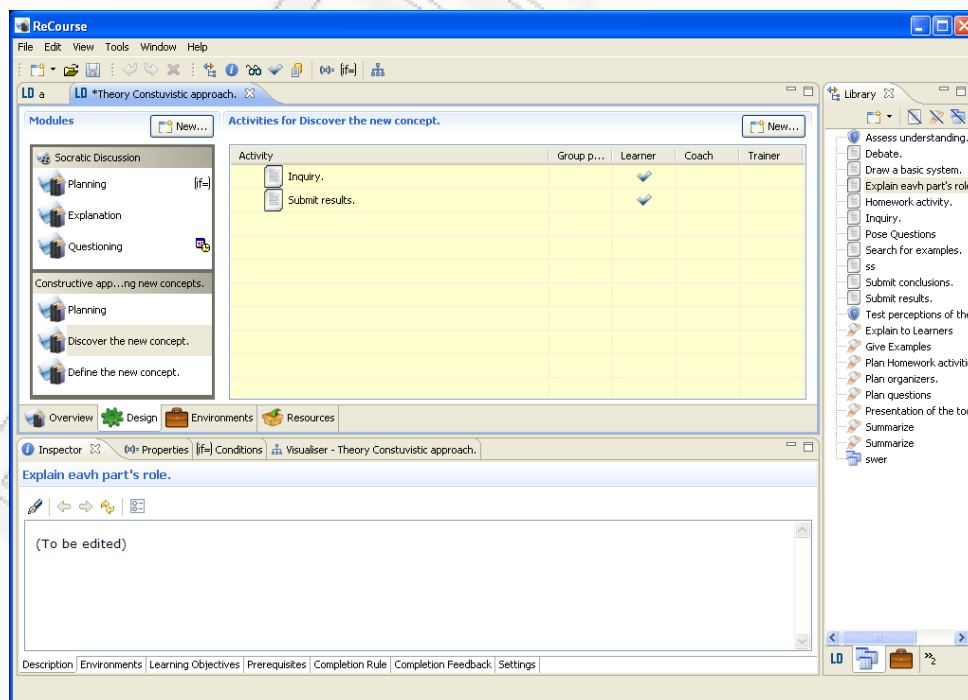 ReCourse
File Edit View Tools Window Help
(x)= (if=)
LD a LD *Theory Constuvistic approach.
Modules New...
Socratic Discussion
Planning (if=)
Explanation
Questioning
Constructive app...ng new concepts.
Planning
Discover the new concept.
Define the new concept.
Activities for Discover the new concept. New...
Activity Group p... Learner Coach Trainer
Inquiry.
Submit results.
Overview Design Environments Resources
Inspector (x)= Properties (if=) Conditions Visualiser - Theory Constuvistic approach.
Explain eavh part's role.
(To be edited)
Description Environments Learning Objectives Prerequisites Completion Rule Completion Feedback Settings
Library
Assess understanding.
Debate.
Draw a basic system.
Explain eavh part's role
Homework activity.
Inquiry.
Pose Questions
Search for examples.
ss
Submit conclusions.
Submit results.
Test perceptions of the
Explain to Learners
Give Examples
Plan Homework activitie
Plan organizers.
Plan questions
Presentation of the to
Summarize
Summarize
swer
LD »2